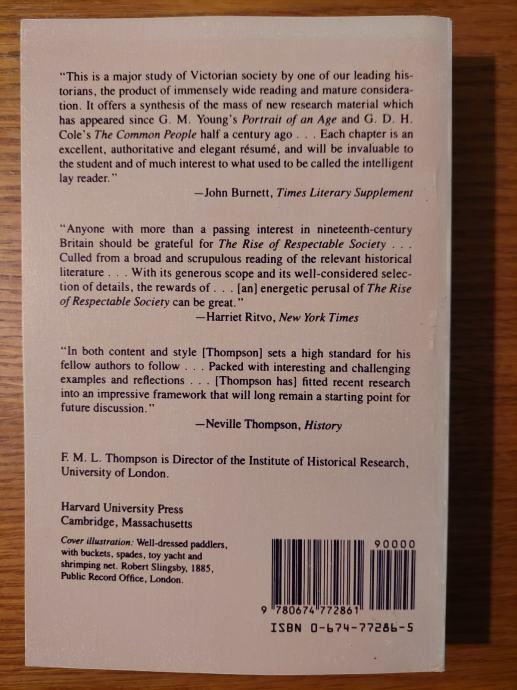 "This is a major study of Victorian society by one of our leading his-
torians, the product of immensely wide reading and mature considera-
tion. It offers a synthesis of the mass of new research material which
has appeared since G. M. Young's Portrait of an Age and G. D. H.
Cole's The Common People half a century ago . . . Each chapter is an
excellent, authoritative and elegant résumé, and will be invaluable to
the student and of much interest to what used to be called the intelligent
lay reader."
—John Burnett, Times Literary Supplement
"Anyone with more than a passing interest in nineteenth-century
Britain should be grateful for The Rise of Respectable Society . . .
Culled from a broad and scrupulous reading of the relevant historical
literature . . . With its generous scope and its well-considered selec-
tion of details, the rewards of . . . [an] energetic perusal of The Rise
of Respectable Society can be great."
—Harriet Ritvo, New York Times
"In both content and style [Thompson] sets a high standard for his
fellow authors to follow . . . Packed with interesting and challenging
examples and reflections . . . [Thompson has] fitted recent research
into an impressive framework that will long remain a starting point for
future discussion."
—Neville Thompson, History
F. M. L. Thompson is Director of the Institute of Historical Research,
University of London.
Harvard University Press
Cambridge, Massachusetts
Cover illustration: Well-dressed paddlers,
with buckets, spades, toy yacht and
shrimping net. Robert Slingsby, 1885,
Public Record Office, London.
90000
9 780674 772861
ISBN 0-674-77286-5